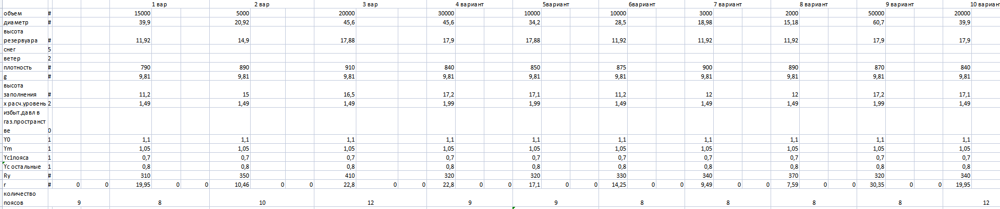 1 вар 2 вар 3 вар 4 вариант 5вариант 6вариант 7 вариант 8 вариант 9 вариант 10 вариант
объем # 15000 5000 20000 30000 10000 10000 3000 2000 50000 20000
диаметр # 39,9 20,92 45,6 45,6 34,2 28,5 18,98 15,18 60,7 39,9
высота
резервуара # 11,92 14,9 17,88 17,9 17,88 11,92 11,92 11,92 17,9 17,9
снег 5
ветер 2
плотность # 790 890 910 840 850 875 900 890 870 840
g # 9,81 9,81 9,81 9,81 9,81 9,81 9,81 9,81 9,81 9,81
высота
заполнения # 11,2 15 16,5 17,2 17,1 11,2 12 12 17,2 17,1
х расч.уровень 2 1,49 1,49 1,49 1,99 1,99 1,49 1,49 1,49 1,99 1,49
избыт.давл в
газ.пространст
ве 0
Y0 1 1,1 1,1 1,1 1,1 1,1 1,1 1,1 1,1 1,1 1,1
Ym 1 1,05 1,05 1,05 1,05 1,05 1,05 1,05 1,05 1,05 1,05
Yc1пояса 1 0,7 0,7 0,7 0,7 0,7 0,7 0,7 0,7 0,7 0,7
Yc остальные 1 0,8 0,8 0,8 0,8 0,8 0,8 0,8 0,8 0,8 0,8
Ry # 310 350 410 320 320 330 340 370 320 340
r # 0 0 19,95 0 0 10,46 0 0 22,8 0 0 22,8 0 0 17,1 0 0 14,25 0 0 9,49 0 0 7,59 0 0 30,35 0 0 19,95
количество
поясов 9 8 10 12 9 9 8 8 8 8 12